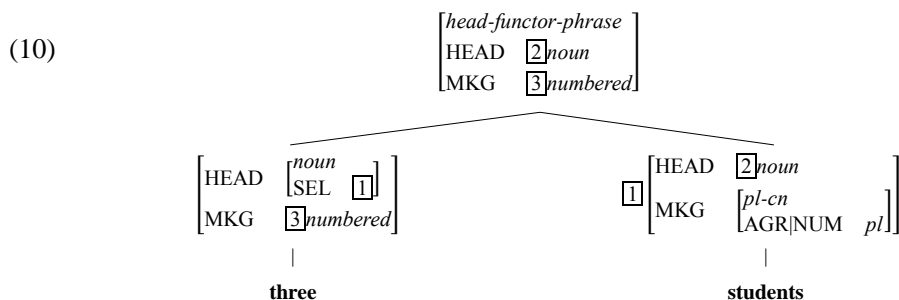 (10)
head-functor-phrase
HEAD 2 noun
MKG 3 numbered
HEAD noun
SEL 1
MKG 3 numbered
1 HEAD 2 noun
MKG pl-cn
AGR|NUM pl
three
students